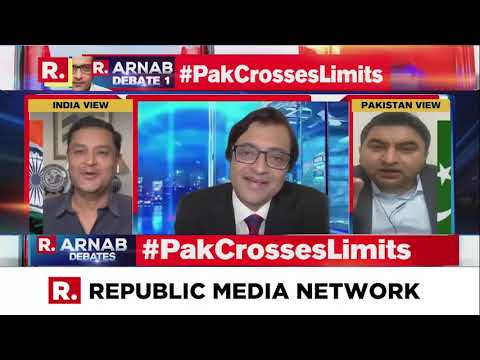 R. R. ARNAB
DEBATE 1
#PakCrossesLimits
INDIA VIEW
PAKISTAN VIEW
R. ARNAB
DEBATES
#PakCrossesLimits
R. REPUBLIC MEDIA NETWORK